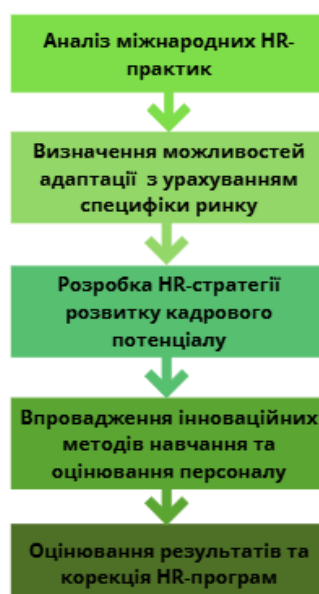 Аналіз міжнародних HR-
практик
Визначення можливостей
адаптації з урахуванням
специфіки ринку
Розробка HR-стратегії
розвитку кадрового
потенціалу
Впровадження інноваційних
методів навчання та
оцінювання персоналу
Оцінювання результатів та
корекція HR-програм